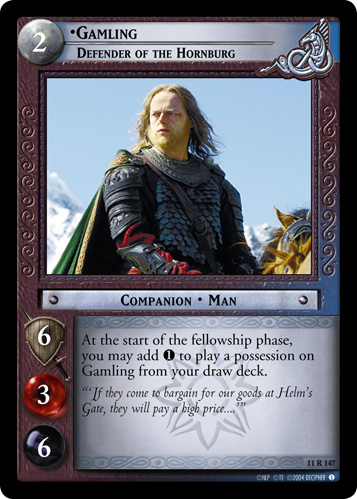 2
•Gamling
Defender of the Hornburg
Companion • Man
6
At the start of the fellowship phase,
you may add ❶ to play a possession on
Gamling from your draw deck.
3
“‘If they come to bargain for our goods at Helm’s
Gate, they will pay a high price....’”
6
11 R 147
©NLP ©TE ©2004 DECIPHER